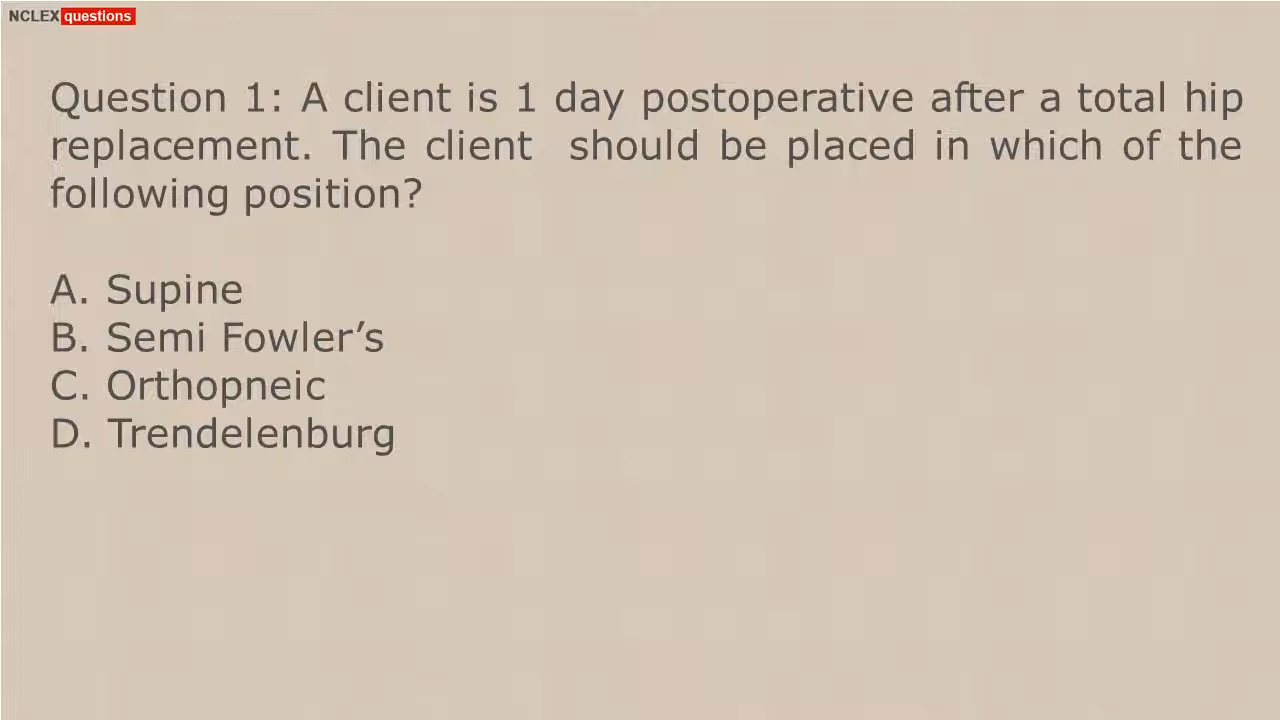 NCLEX questions
Question 1: A client is 1 day postoperative after a total hip
replacement. The client should be placed in which of the
following position?
A. Supine
B. Semi Fowler’s
C. Orthopneic
D. Trendelenburg